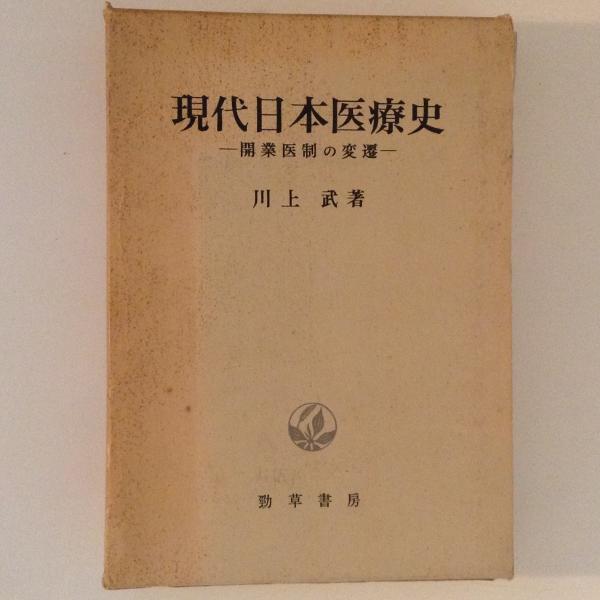 現代日本医療史
―開業医制の変遷―
川上 武著
勁草書房